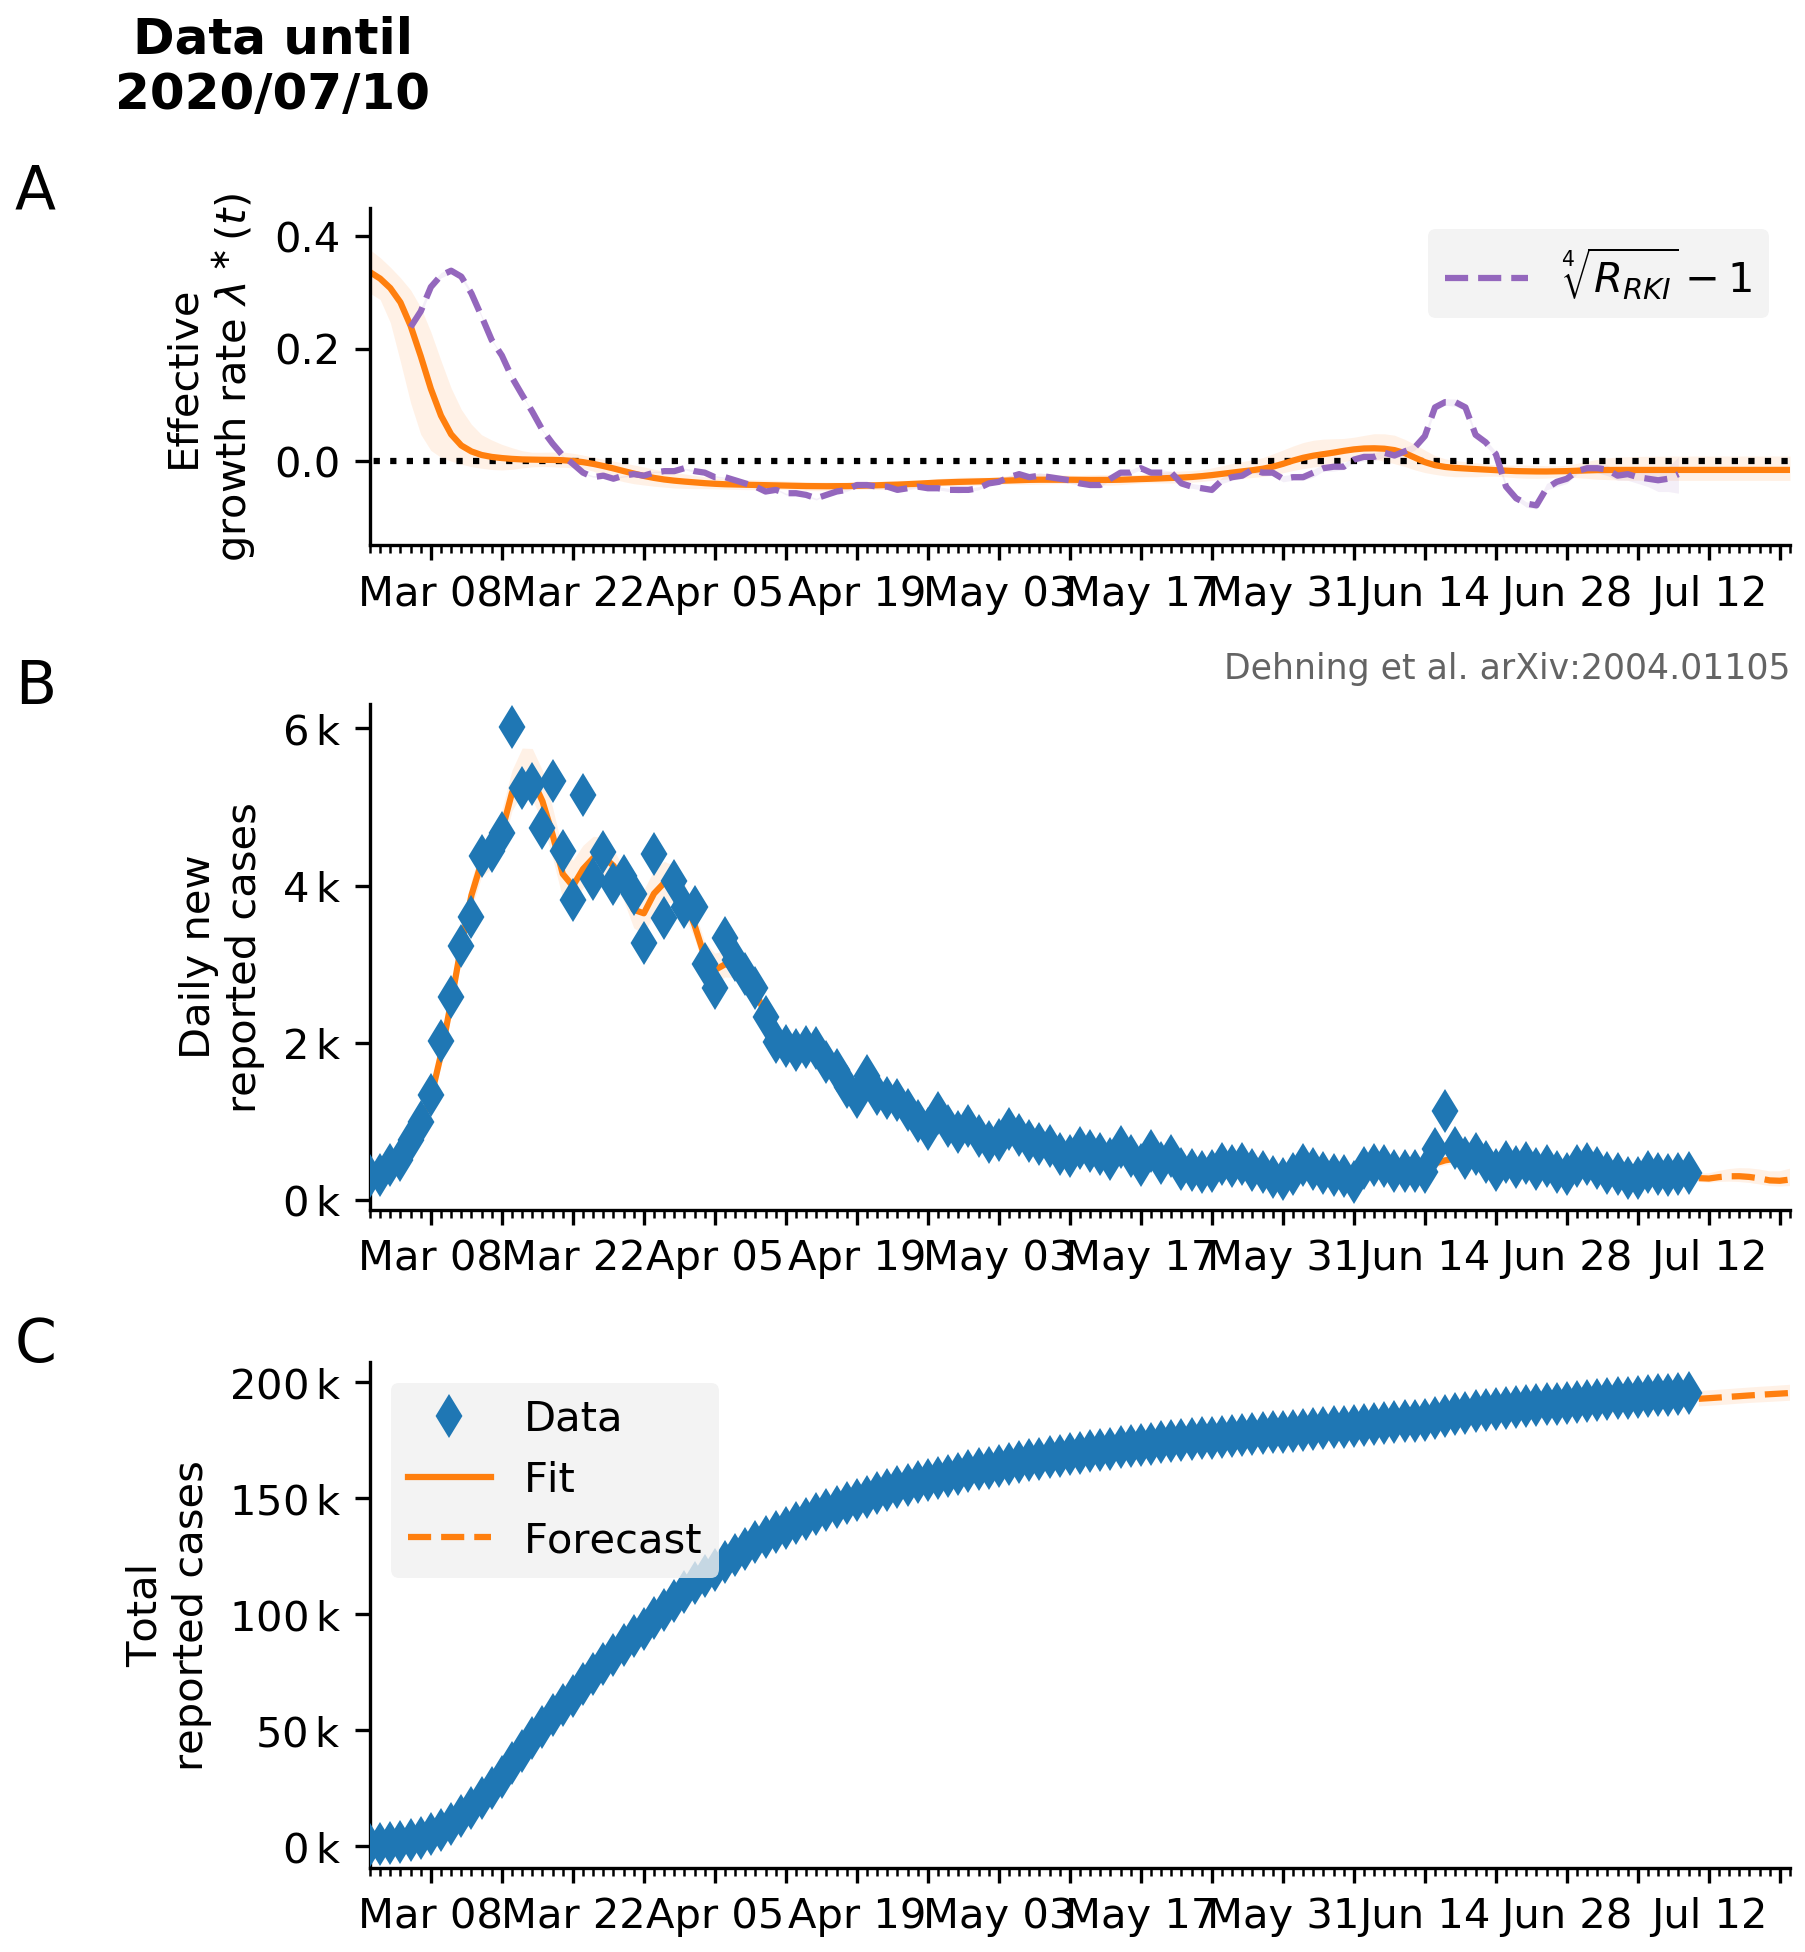 Data until
2020/07/10
A
Effective
growth rate λ * (t)
0.4
0.2
0.0
∜R_RKI − 1
Mar 08 Mar 22 Apr 05 Apr 19 May 03 May 17 May 31 Jun 14 Jun 28 Jul 12
B
Dehning et al. arXiv:2004.01105
Daily new
reported cases
6 k
4 k
2 k
0 k
Mar 08 Mar 22 Apr 05 Apr 19 May 03 May 17 May 31 Jun 14 Jun 28 Jul 12
C
Total
reported cases
200 k
150 k
100 k
50 k
0 k
Data
Fit
Forecast
Mar 08 Mar 22 Apr 05 Apr 19 May 03 May 17 May 31 Jun 14 Jun 28 Jul 12